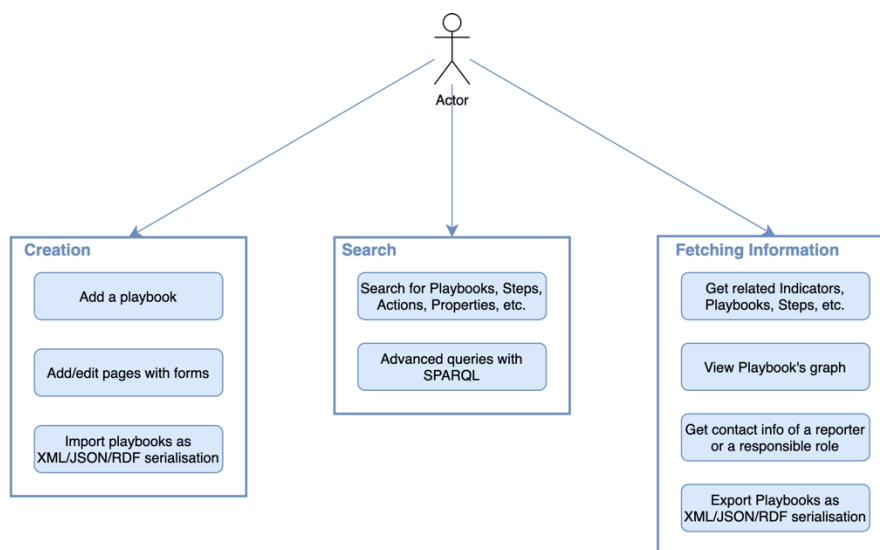 Actor
Creation
Add a playbook
Add/edit pages with forms
Import playbooks as
XML/JSON/RDF serialisation
Search
Search for Playbooks, Steps,
Actions, Properties, etc.
Advanced queries with
SPARQL
Fetching Information
Get related Indicators,
Playbooks, Steps, etc.
View Playbook's graph
Get contact info of a reporter
or a responsible role
Export Playbooks as
XML/JSON/RDF serialisation